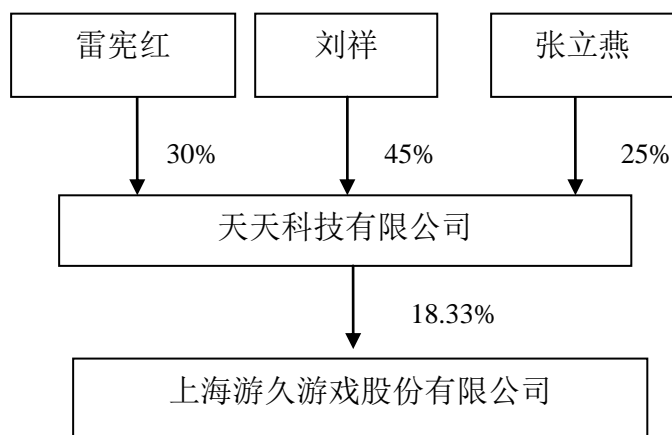 雷宪红
刘祥
张立燕
30%
45%
25%
天天科技有限公司
18.33%
上海游久游戏股份有限公司